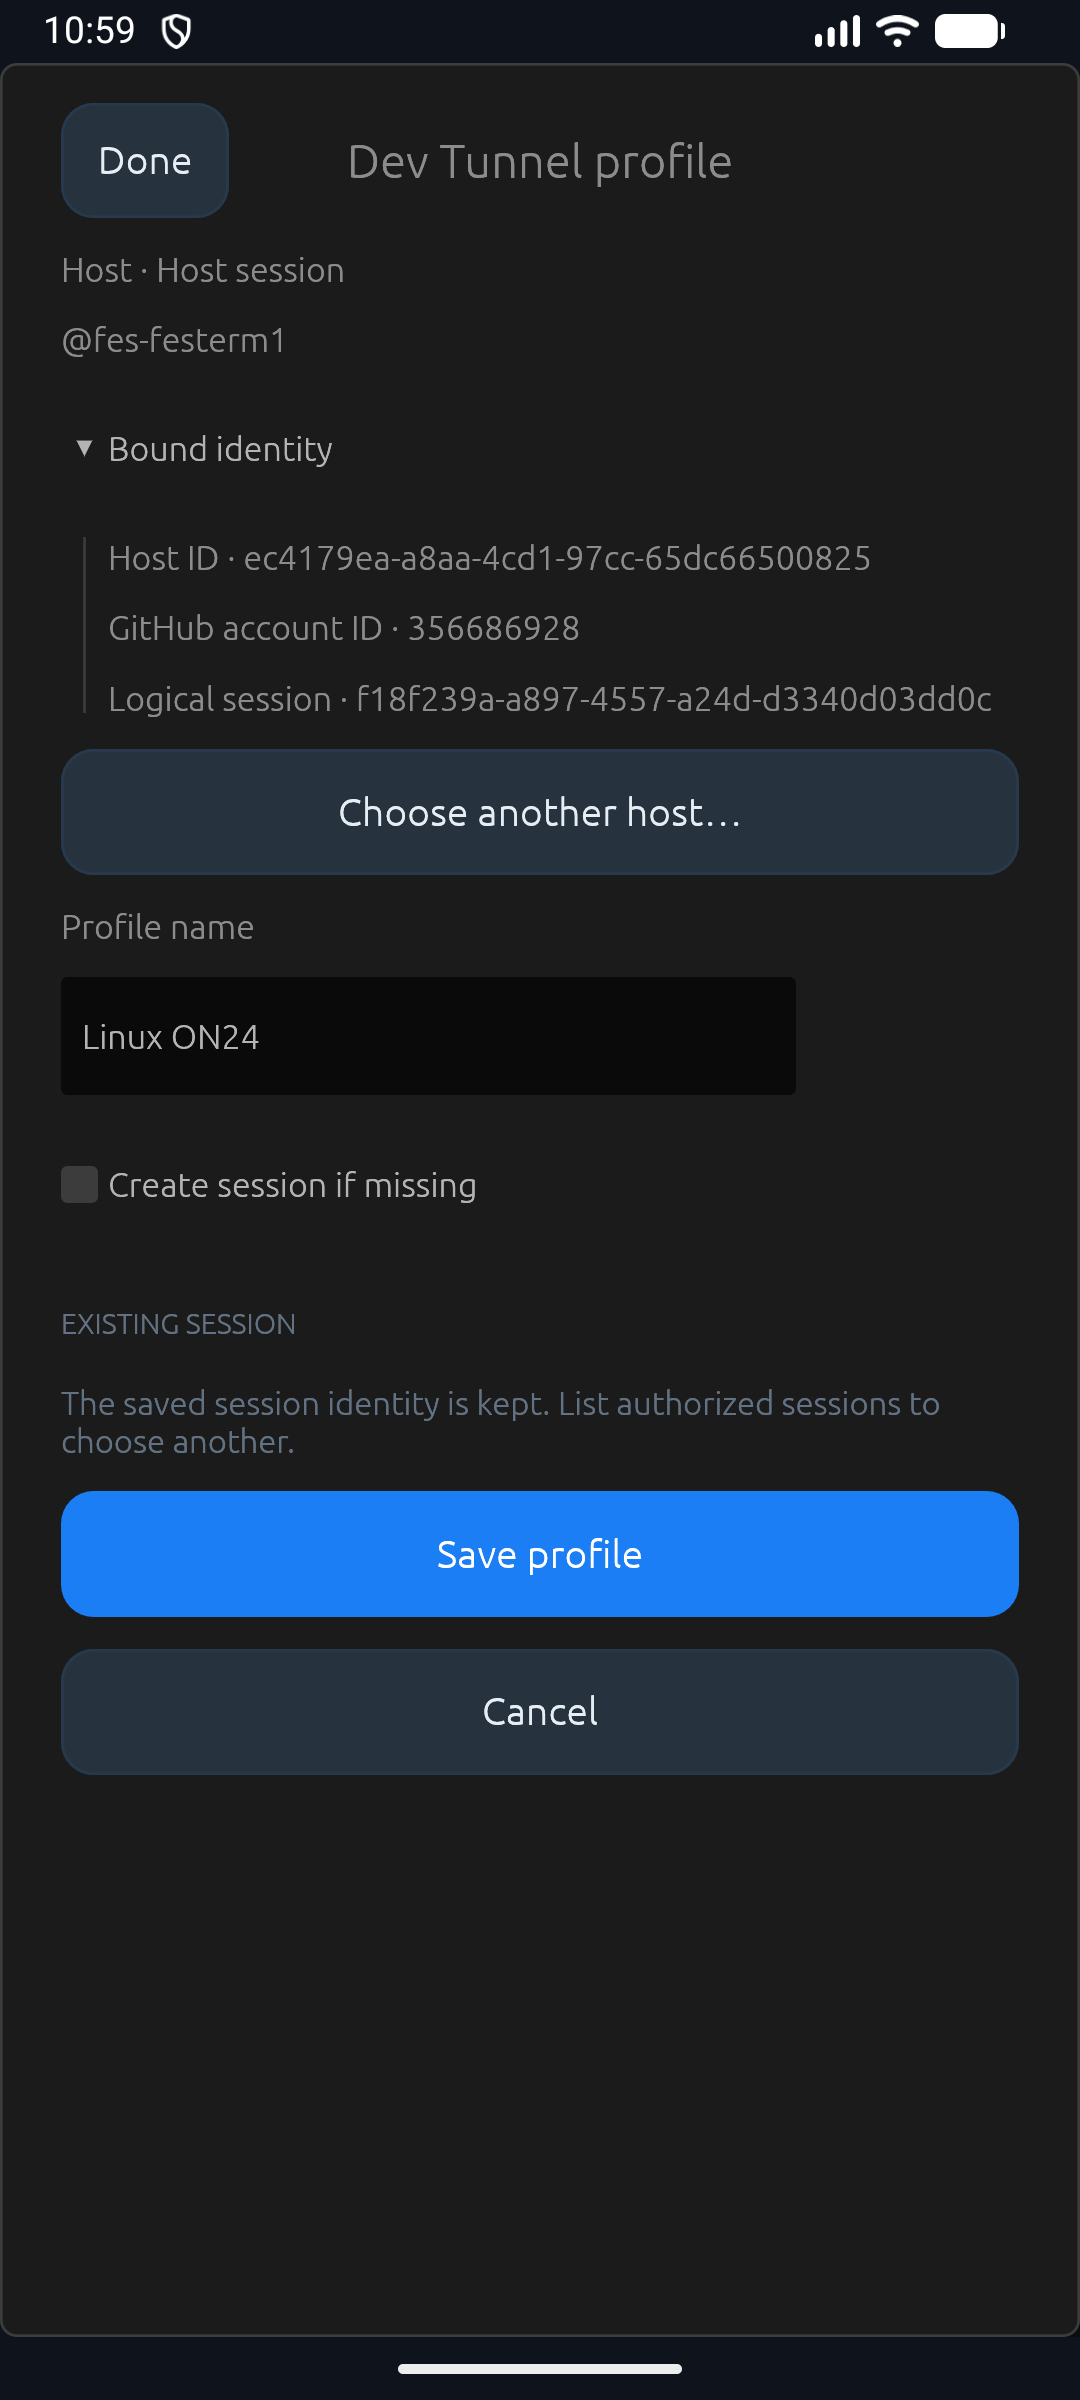 10:59
Done
Dev Tunnel profile
Host · Host session
@fes-festerm1
▼ Bound identity
Host ID · ec4179ea-a8aa-4cd1-97cc-65dc66500825
GitHub account ID · 356686928
Logical session · f18f239a-a897-4557-a24d-d3340d03dd0c
Choose another host...
Profile name
Linux ON24
Create session if missing
EXISTING SESSION
The saved session identity is kept. List authorized sessions to
choose another.
Save profile
Cancel